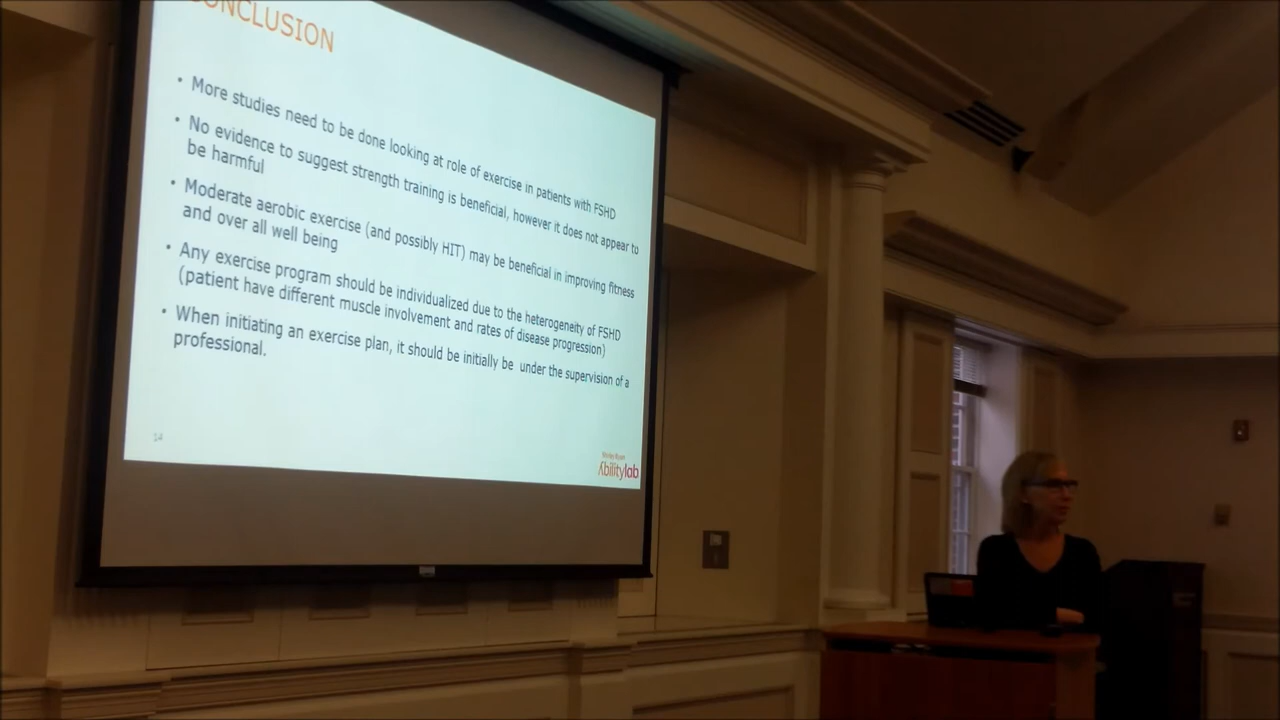 CONCLUSION
• More studies need to be done looking at role of exercise in patients with FSHD
• No evidence to suggest strength training is beneficial, however it does not appear to
be harmful
• Moderate aerobic exercise (and possibly HIT) may be beneficial in improving fitness
and over all well being
• Any exercise program should be individualized due to the heterogeneity of FSHD
(patient have different muscle involvement and rates of disease progression)
• When initiating an exercise plan, it should be initially be under the supervision of a
professional.
14
Shirley Ryan
Abilitylab